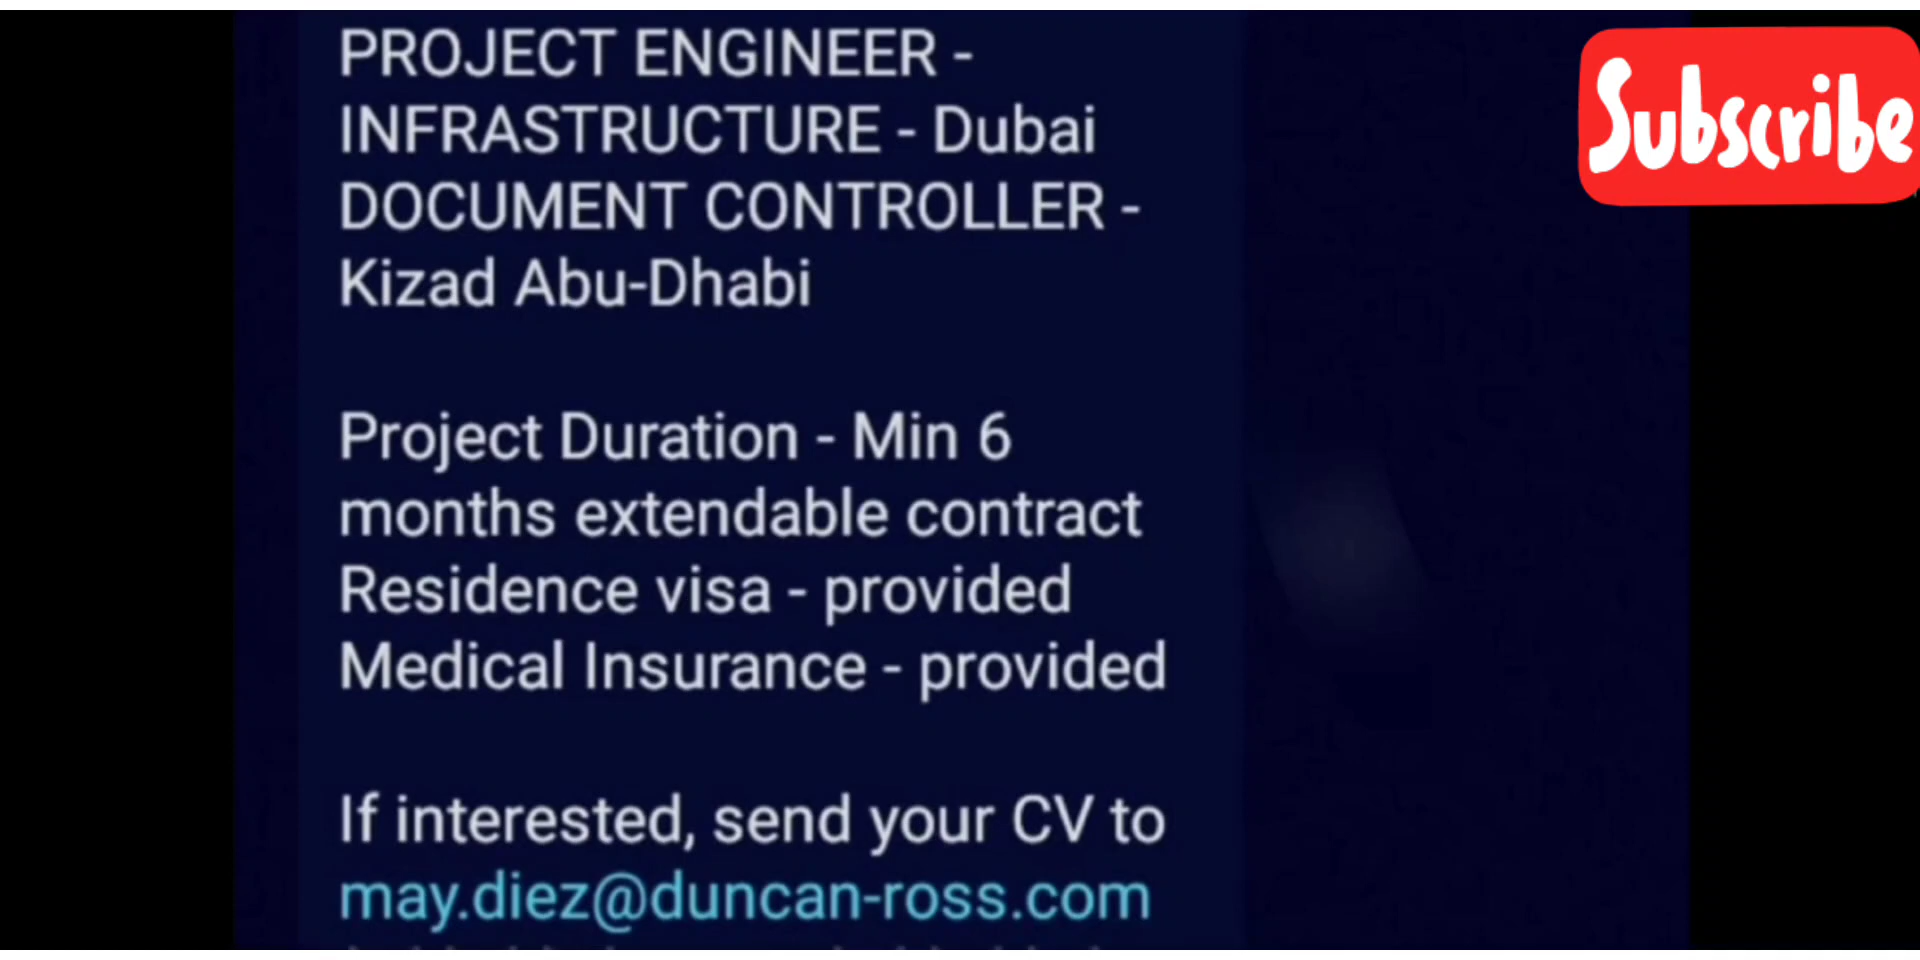 PROJECT ENGINEER -
INFRASTRUCTURE - Dubai
DOCUMENT CONTROLLER -
Kizad Abu-Dhabi
Project Duration - Min 6
months extendable contract
Residence visa - provided
Medical Insurance - provided
If interested, send your CV to
may.diez@duncan-ross.com
Subscribe